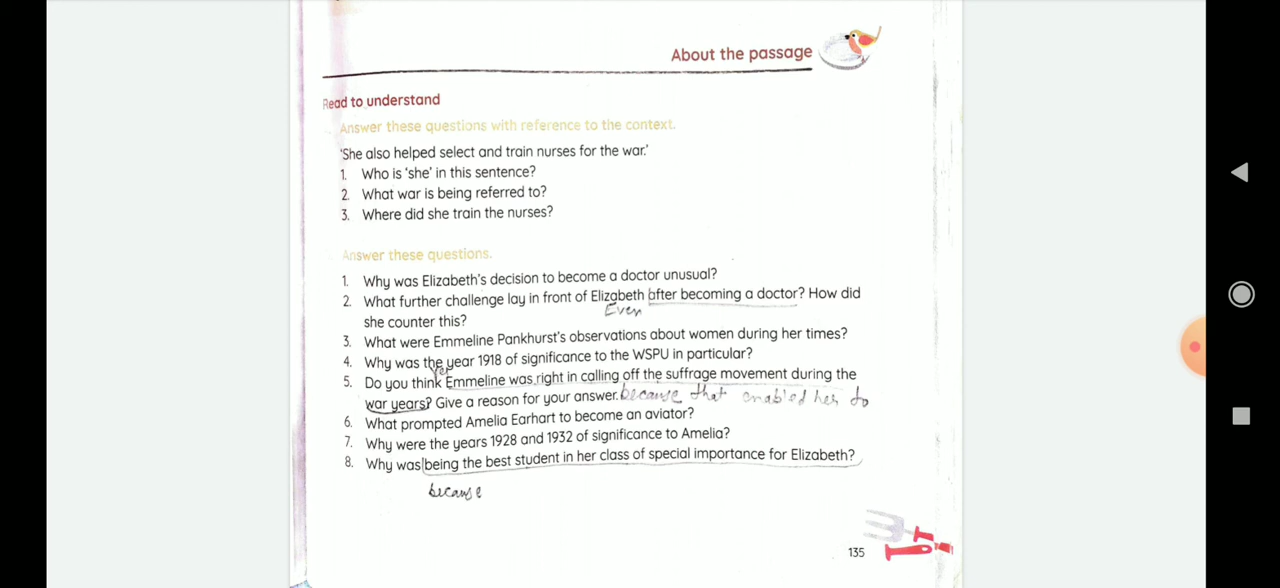 About the passage
Read to understand
Answer these questions with reference to the context.
'She also helped select and train nurses for the war.'
1. Who is 'she' in this sentence?
2. What war is being referred to?
3. Where did she train the nurses?
Answer these questions.
1. Why was Elizabeth's decision to become a doctor unusual?
2. What further challenge lay in front of Elizabeth after becoming a doctor? How did
Even
she counter this?
3. What were Emmeline Pankhurst's observations about women during her times?
4. Why was the year 1918 of significance to the WSPU in particular?
Yes
5. Do you think Emmeline was right in calling off the suffrage movement during the
war years? Give a reason for your answer. because that enabled her to
6. What prompted Amelia Earhart to become an aviator?
7. Why were the years 1928 and 1932 of significance to Amelia?
8. Why was being the best student in her class of special importance for Elizabeth?
because
135